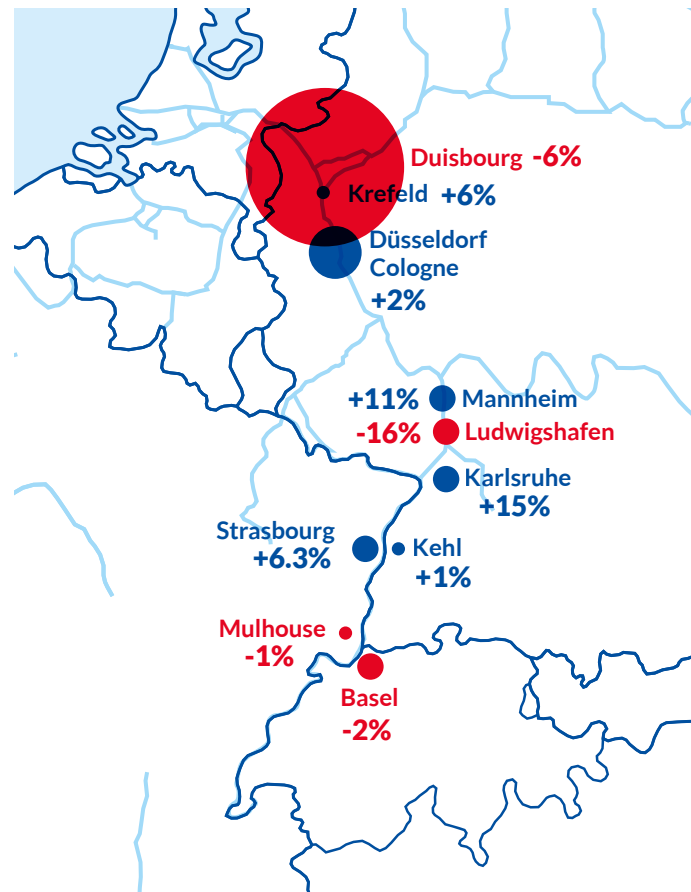 Duisbourg -6%
Krefeld +6%
Düsseldorf
Cologne
+2%
+11% Mannheim
-16% Ludwigshafen
Karlsruhe
+15%
Strasbourg
+6.3%
Kehl
+1%
Mulhouse
-1%
Basel
-2%